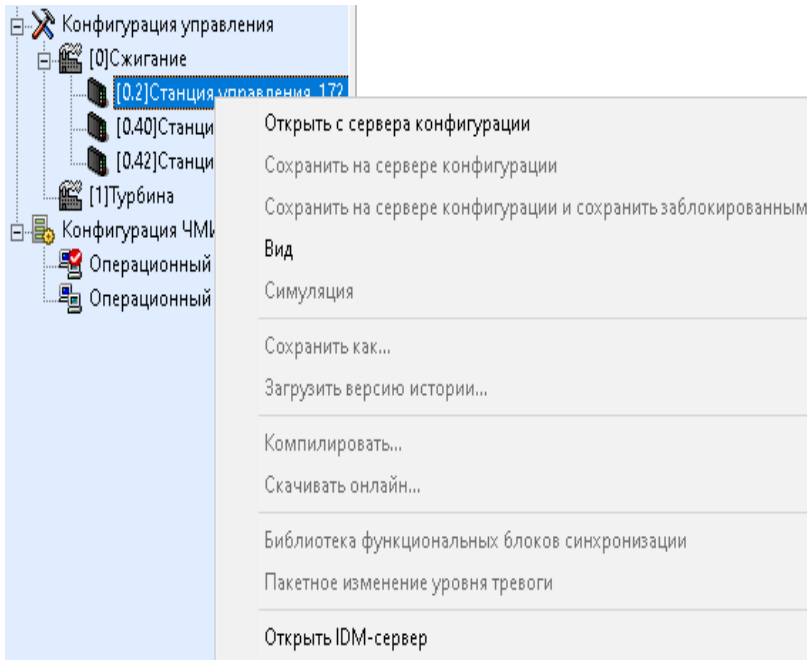 Конфигурация управления
[0]Сжигание
[0.2]Станция управления 172
[0.40]Станци
[0.42]Станци
[1]Турбина
Конфигурация ЧМИ
Операционный
Операционный
Открыть с сервера конфигурации
Сохранить на сервере конфигурации
Сохранить на сервере конфигурации и сохранить заблокированным
Вид
Симуляция
Сохранить как...
Загрузить версию истории...
Компилировать...
Скачивать онлайн...
Библиотека функциональных блоков синхронизации
Пакетное изменение уровня тревоги
Открыть IDM-сервер